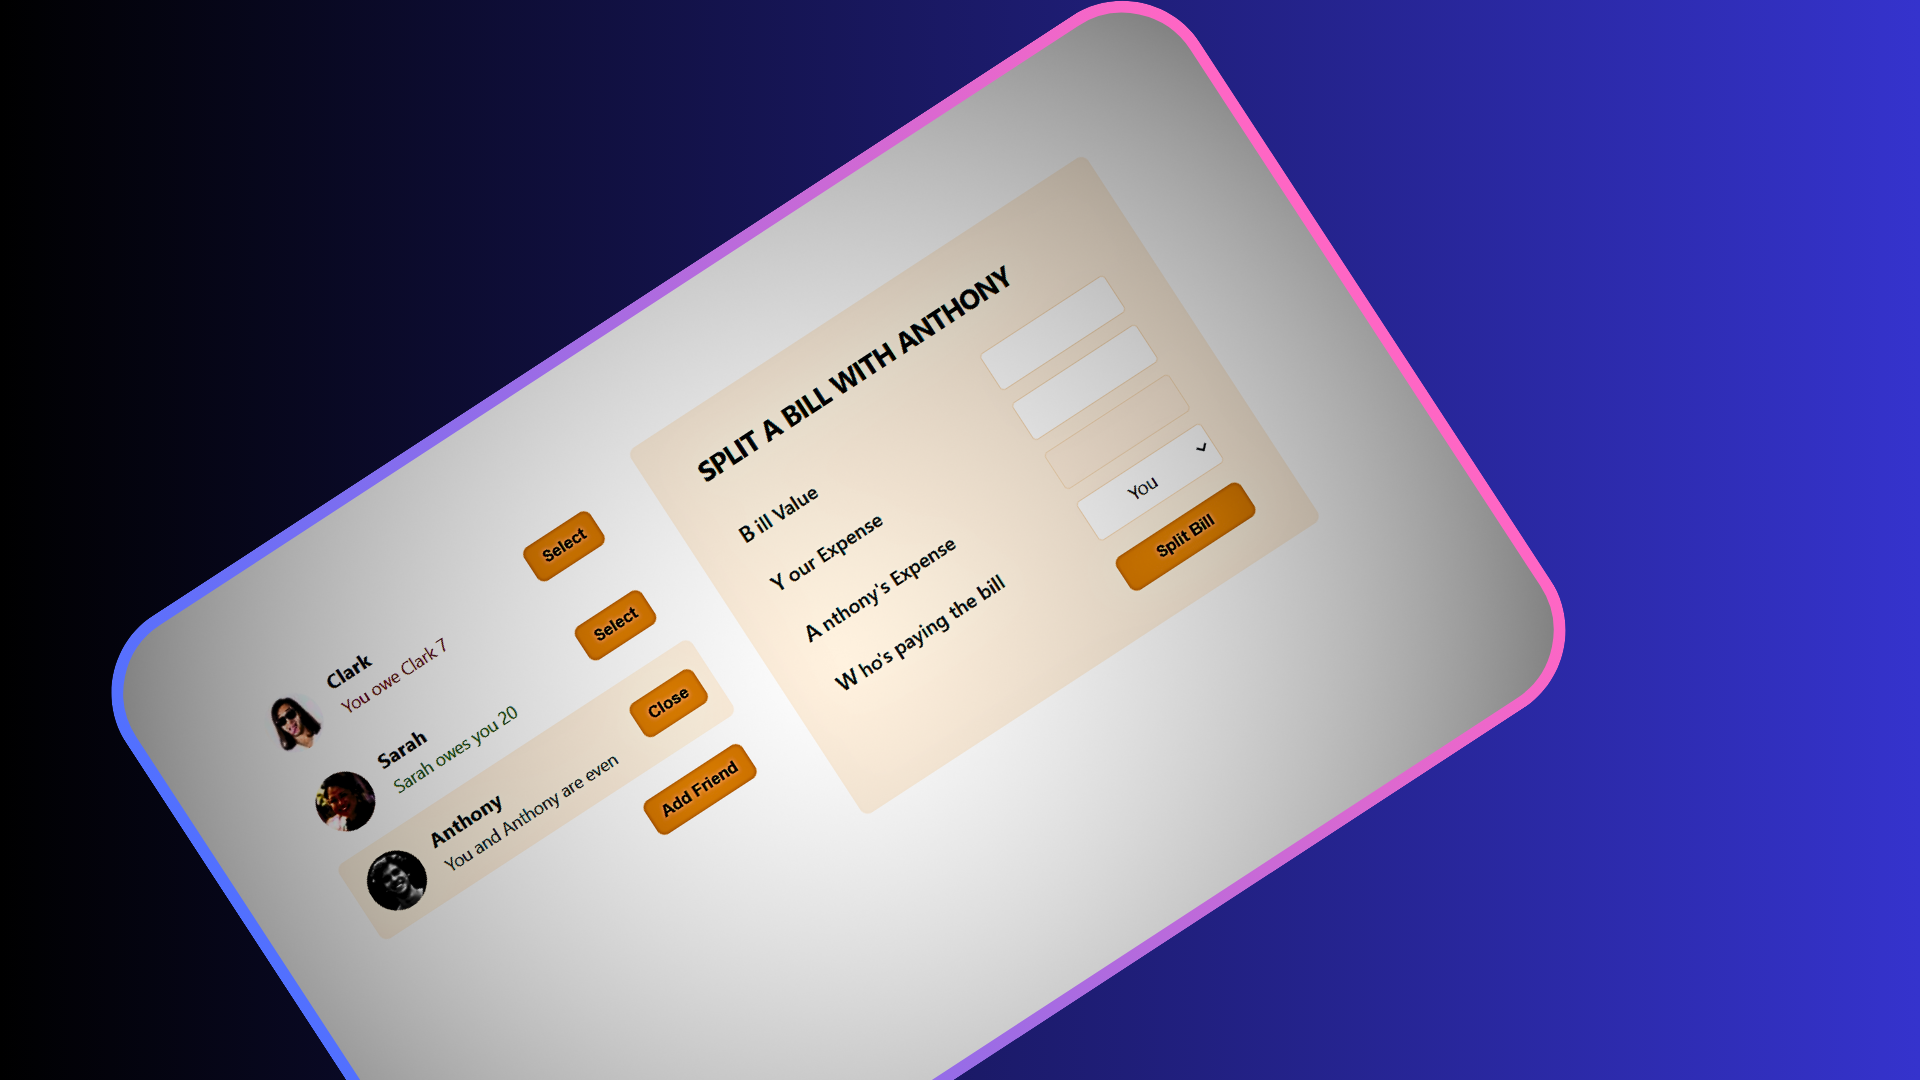 Clark
You owe Clark 7
Select
Sarah
Sarah owes you 20
Select
Anthony
You and Anthony are even
Close
Add Friend
SPLIT A BILL WITH ANTHONY
B ill Value
Y our Expense
A nthony's Expense
W ho's paying the bill
You
Split Bill